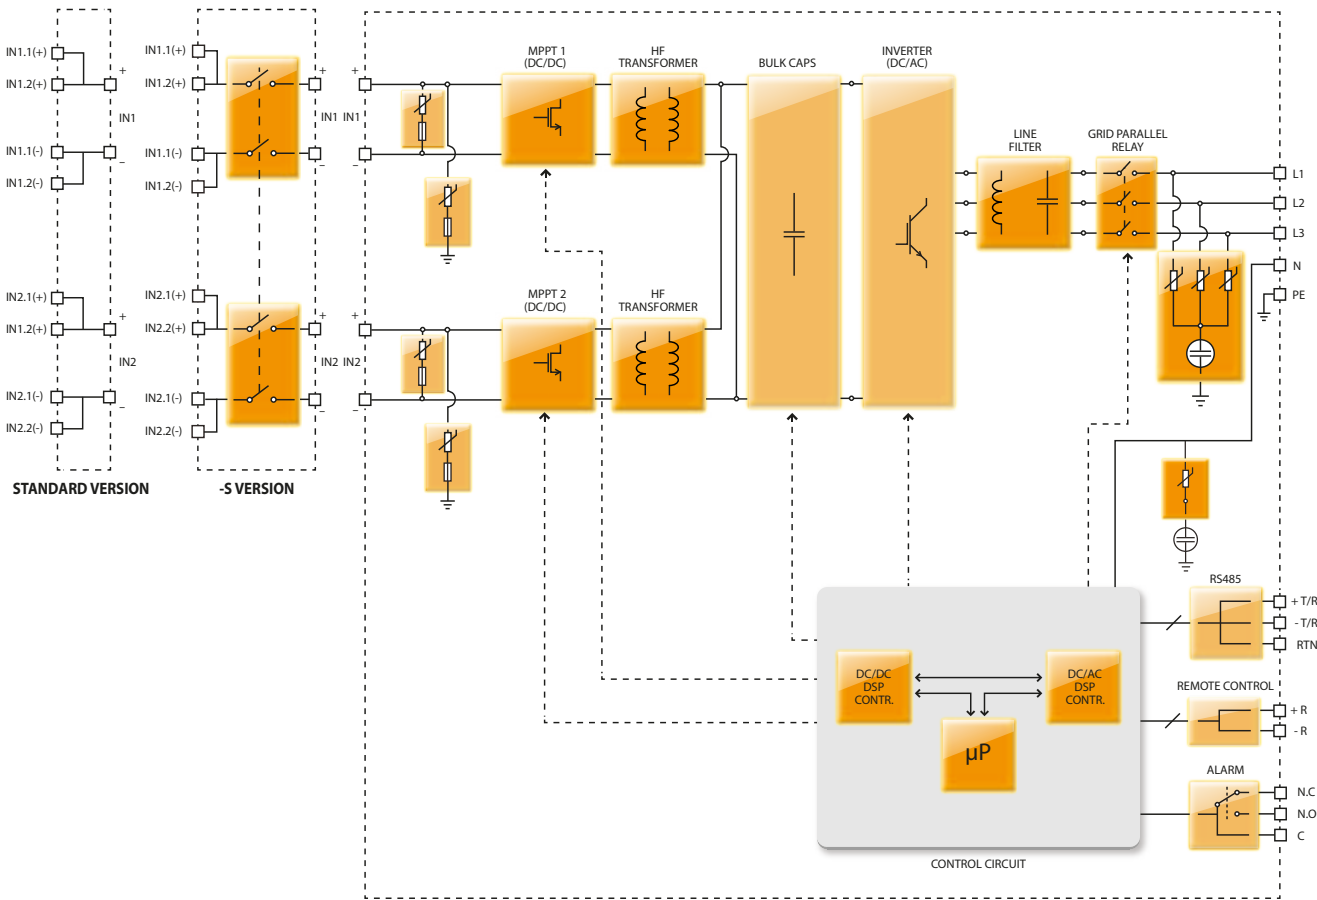 IN1.1(+)
IN1.2(+)
+
IN1
IN1.1(-)
–
IN1.2(-)
IN2.1(+)
+
IN1.2(+)
IN2
IN2.1(-)
–
IN2.2(-)
STANDARD VERSION
IN1.1(+)
+
IN1.2(+)
IN1
IN1.1(-)
–
IN1.2(-)
IN2.1(+)
+
IN2.2(+)
IN2
IN2.1(-)
–
IN2.2(-)
-S VERSION
+
IN1
–
+
IN2
–
MPPT 1
(DC/DC)
HF
TRANSFORMER
BULK CAPS
INVERTER
(DC/AC)
LINE
FILTER
GRID PARALLEL
RELAY
L1
L2
L3
N
PE
MPPT 2
(DC/DC)
HF
TRANSFORMER
RS485
+ T/R
- T/R
RTN
REMOTE CONTROL
+ R
- R
ALARM
N.C
N.O
C
DC/DC
DSP
CONTR.
DC/AC
DSP
CONTR.
µP
CONTROL CIRCUIT